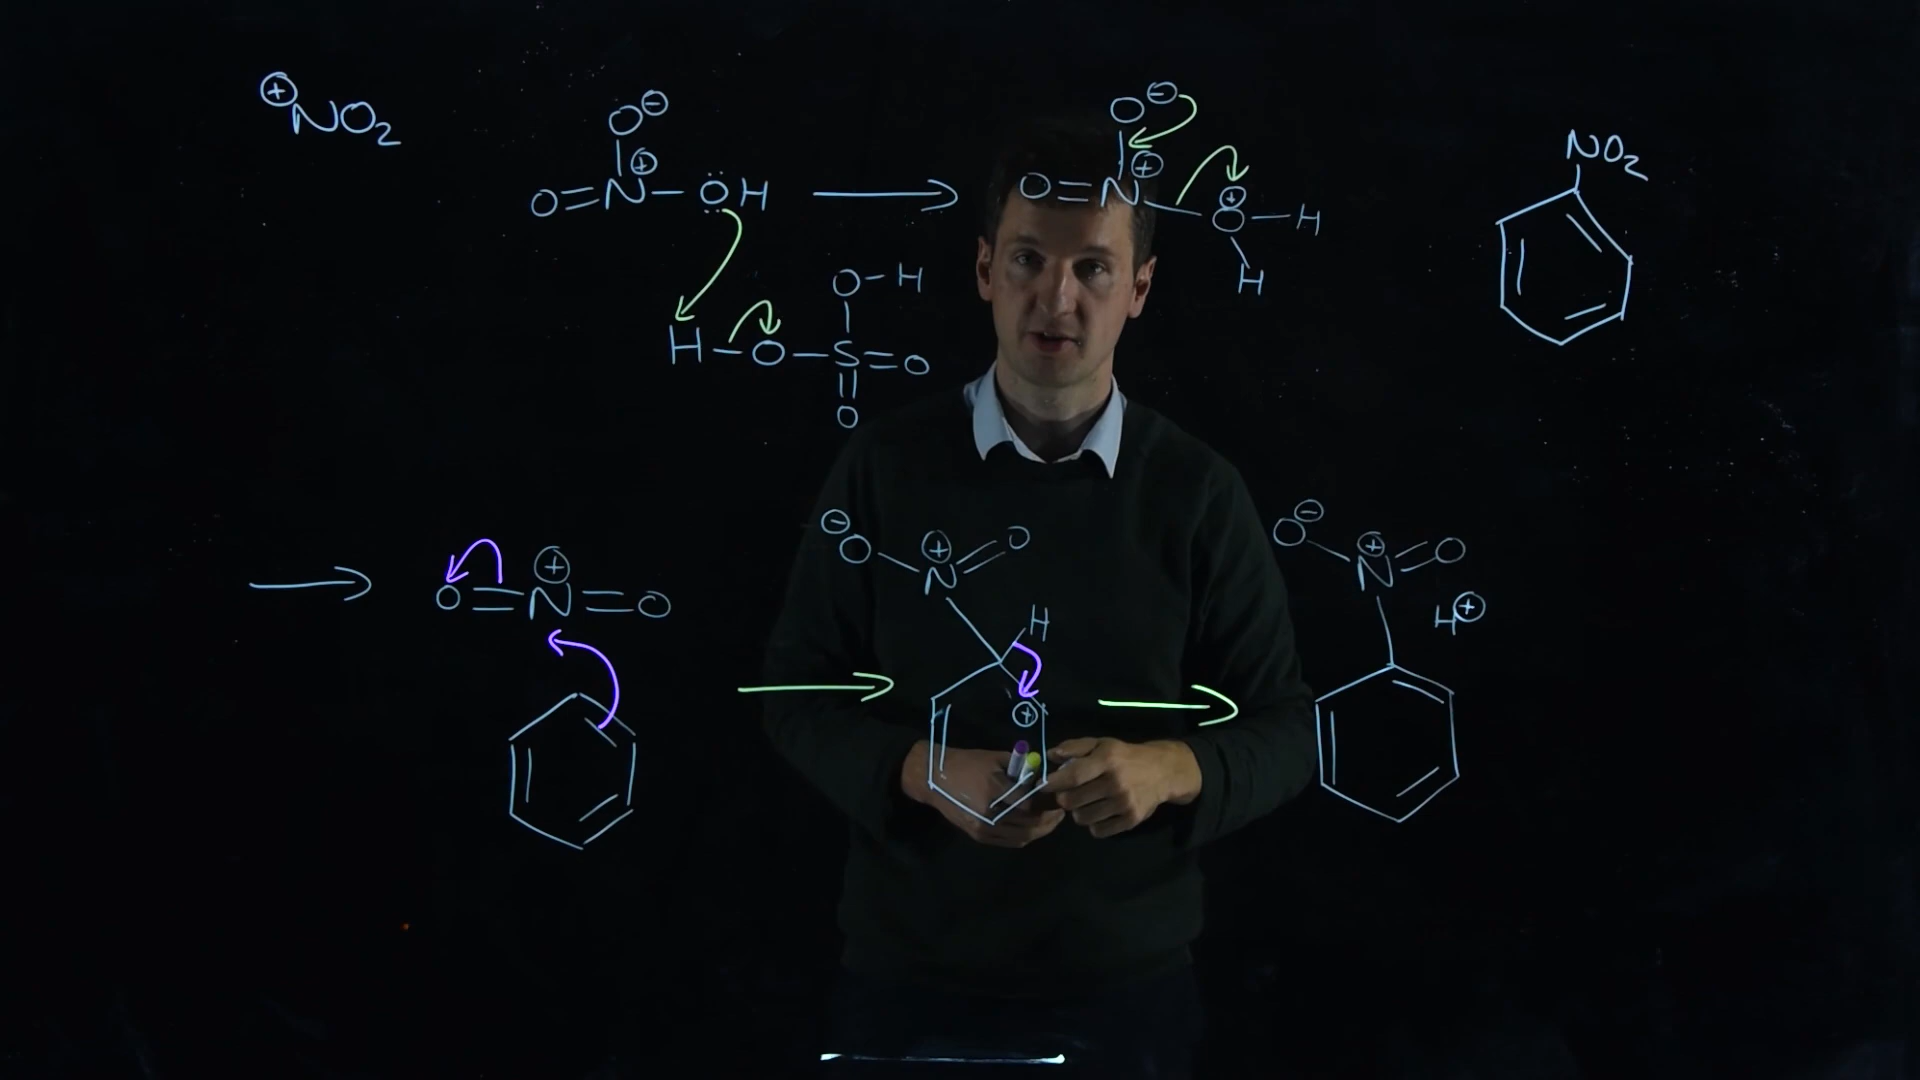 ⊕NO2
O⊖
O=N⊕–ÖH
H–O–S=O
O–H
O
O⊖
O=N⊕–O⊕–H
H
NO2
O=N⊕=O
⊖O N⊕ O
H
⊕
⊖O N⊕ O
H⊕